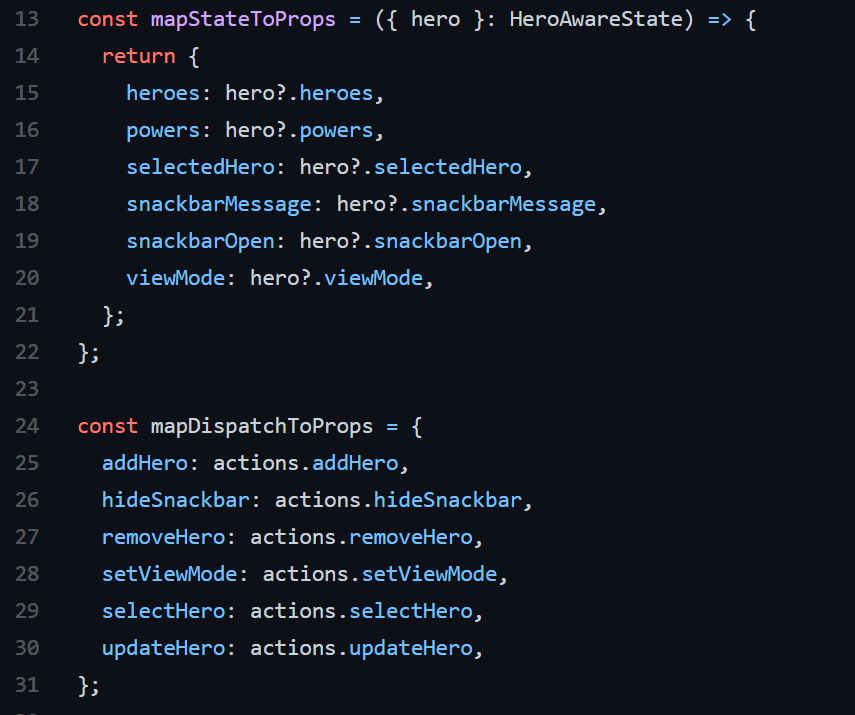 13 const mapStateToProps = ({ hero }: HeroAwareState) => {
14   return {
15     heroes: hero?.heroes,
16     powers: hero?.powers,
17     selectedHero: hero?.selectedHero,
18     snackbarMessage: hero?.snackbarMessage,
19     snackbarOpen: hero?.snackbarOpen,
20     viewMode: hero?.viewMode,
21   };
22 };
23
24 const mapDispatchToProps = {
25   addHero: actions.addHero,
26   hideSnackbar: actions.hideSnackbar,
27   removeHero: actions.removeHero,
28   setViewMode: actions.setViewMode,
29   selectHero: actions.selectHero,
30   updateHero: actions.updateHero,
31 };